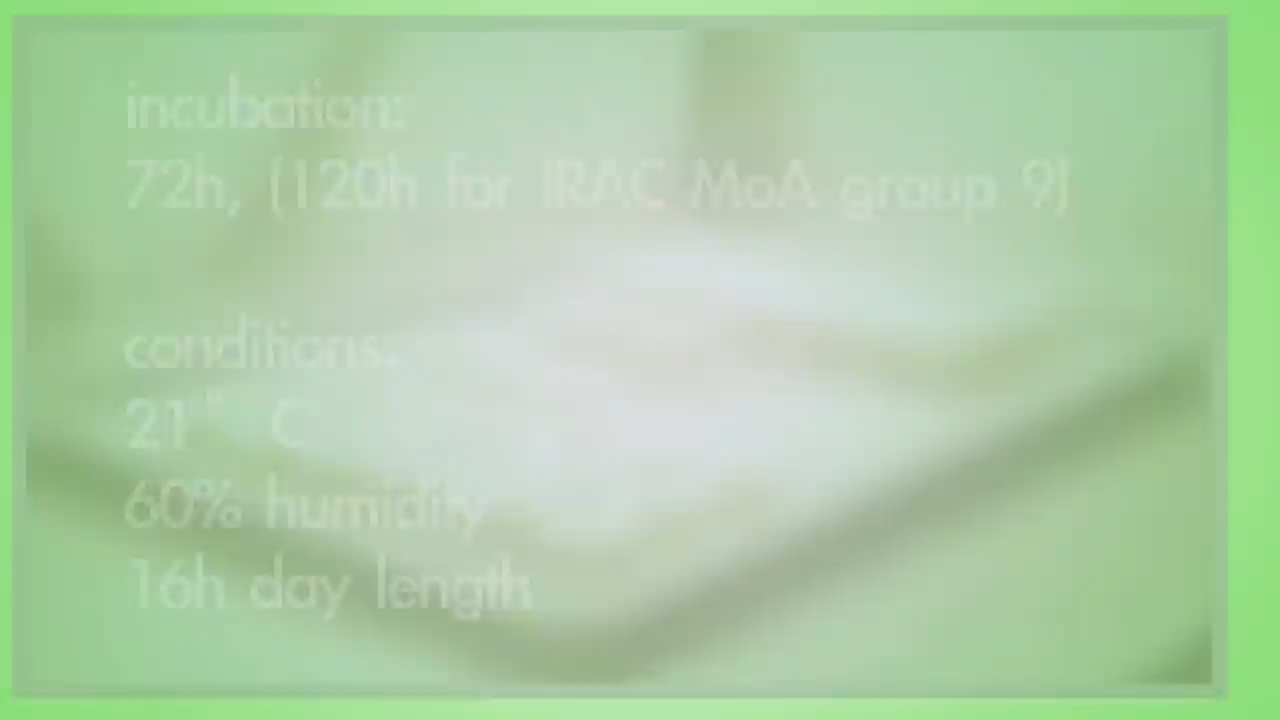 incubation:
72h, (120h for IRAC MoA group 9)
conditions:
21° C
60% humidity
16h day length